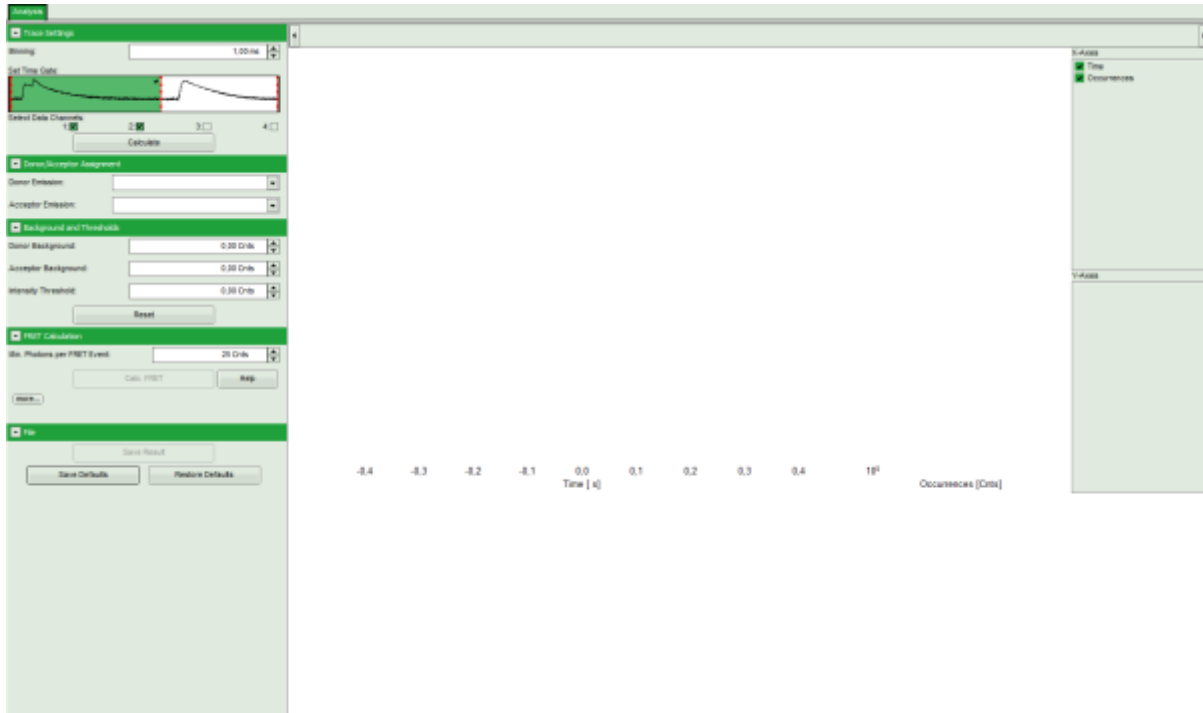 Analysis
Trace Settings
Binning: 1,00 ms
Set Time Gate:
Select Data Channels:
1: 2: 3: 4:
Calculate
Donor/Acceptor Assignment
Donor Emission:
Acceptor Emission:
Background and Thresholds
Donor Background: 0,00 Cnts
Acceptor Background: 0,00 Cnts
Intensity Threshold: 0,00 Cnts
Reset
FRET Calculation
Min. Photons per FRET Event: 25 Cnts
Calc. FRET Help
More...
File
Save Result
Save Defaults Restore Defaults
-0,4 -0,3 -0,2 -0,1 0,0 0,1 0,2 0,3 0,4
Time [ s]
10⁰
Occurrences [Cnts]
X-Axis
Time
Occurrences
Y-Axis